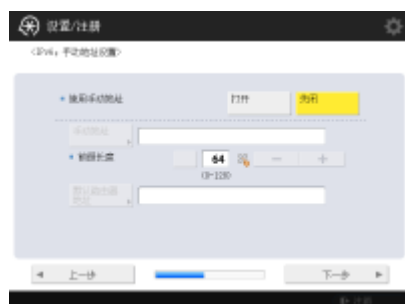 设置/注册
<IPv6: 手动地址设置>
使用手动地址
打开
关闭
手动地址
前缀长度
64
(0-128)
默认路由器
地址
上一步
下一步
注销